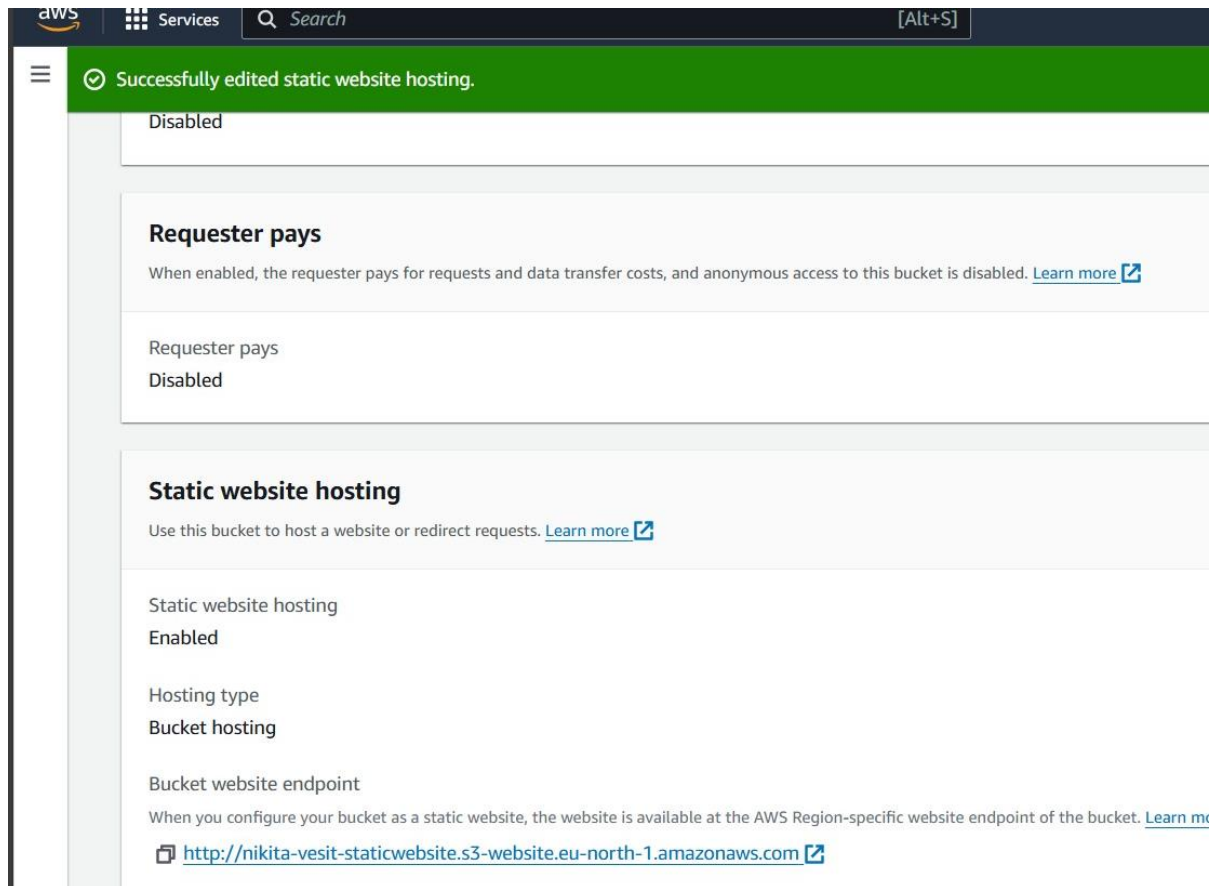 aws Services Search [Alt+S]
Successfully edited static website hosting.
Disabled
Requester pays
When enabled, the requester pays for requests and data transfer costs, and anonymous access to this bucket is disabled. Learn more
Requester pays
Disabled
Static website hosting
Use this bucket to host a website or redirect requests. Learn more
Static website hosting
Enabled
Hosting type
Bucket hosting
Bucket website endpoint
When you configure your bucket as a static website, the website is available at the AWS Region-specific website endpoint of the bucket. Learn mo
http://nikita-vesit-staticwebsite.s3-website.eu-north-1.amazonaws.com